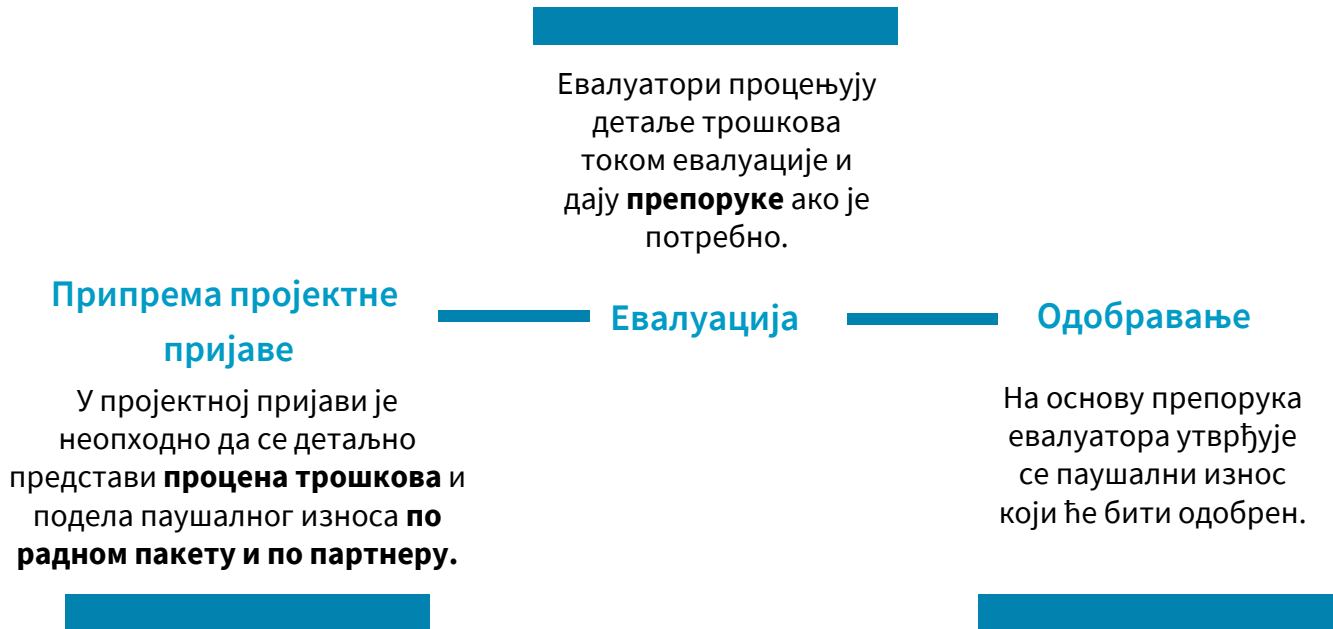 Евалуатори процењују
детаље трошкова
током евалуације и
дају препоруке ако је
потребно.
Припрема пројектне
пријаве
У пројектној пријави је
неопходно да се детаљно
представи процена трошкова и
подела паушалног износа по
радном пакету и по партнеру.
Евалуација
Одобравање
На основу препорука
евалуатора утврђује
се паушални износ
који ће бити одобрен.